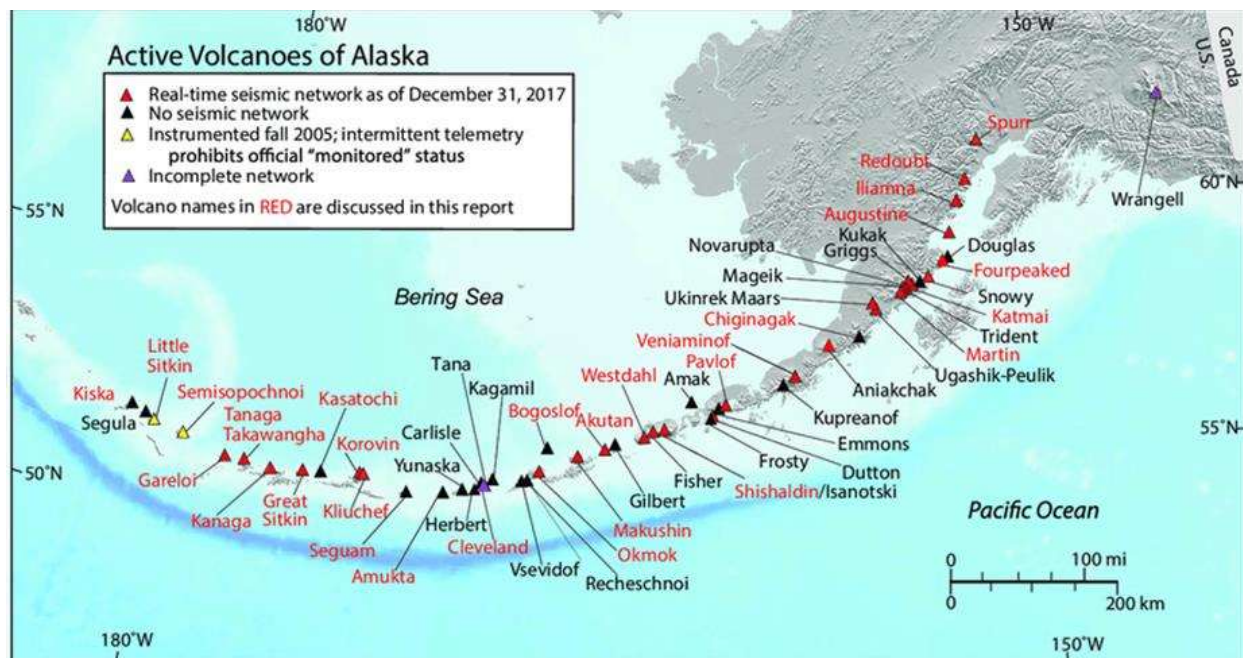 180°W
150°W
Canada
U.S.
Active Volcanoes of Alaska
Real-time seismic network as of December 31, 2017
No seismic network
Instrumented fall 2005; intermittent telemetry
prohibits official “monitored” status
Incomplete network
Volcano names in RED are discussed in this report
55°N
60°N
Spurr
Redoubt
Iliamna
Wrangell
Augustine
Kukak
Novarupta
Griggs
Douglas
Mageik
Fourpeaked
Bering Sea
Ukinrek Maars
Snowy
Katmai
Chiginagak
Trident
Martin
Veniaminof
Ugashik-Peulik
Little
Sitkin
Tana
Pavlof
Westdahl
Amak
Aniakchak
Kagamil
Kiska
Semisopochnoi
Kasatochi
Bogoslof
Akutan
Kupreanof
Segula
Tanaga
Takawangha
Carlisle
Korovin
Emmons
55°N
Yunaska
Frosty
50°N
Gareloi
Fisher
Dutton
Great
Sitkin
Kliuchef
Gilbert
Shishaldin/Isanotski
Kanaga
Herbert
Makushin
Pacific Ocean
Seguam
Cleveland
Okmok
Amukta
Vsevidof
Recheschnoi
0 100 mi
0 200 km
180°W
150°W